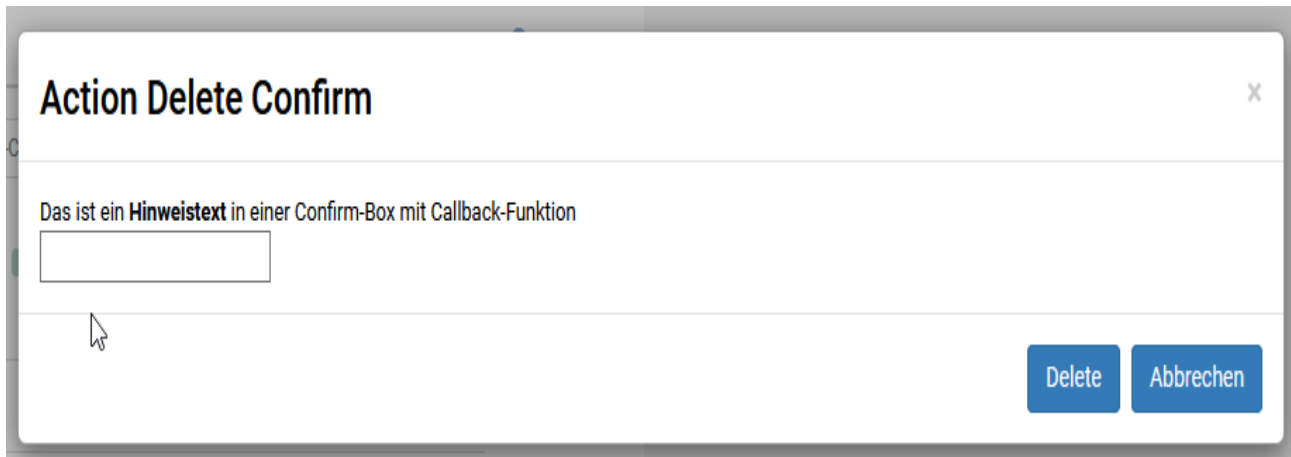 Action Delete Confirm
×
Das ist ein Hinweistext in einer Confirm-Box mit Callback-Funktion
Delete
Abbrechen